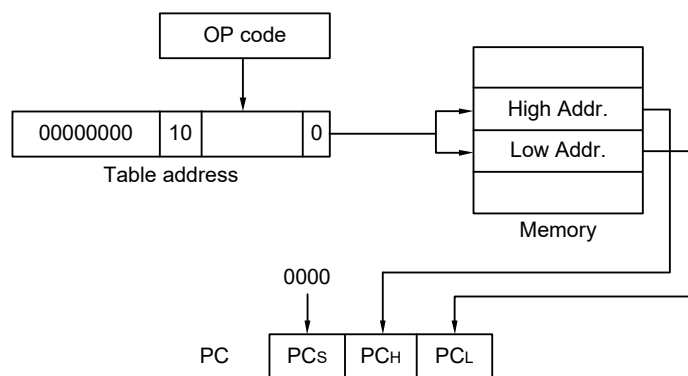 OP code
00000000 10 0
Table address
High Addr.
Low Addr.
Memory
0000
PC PCS PCH PCL